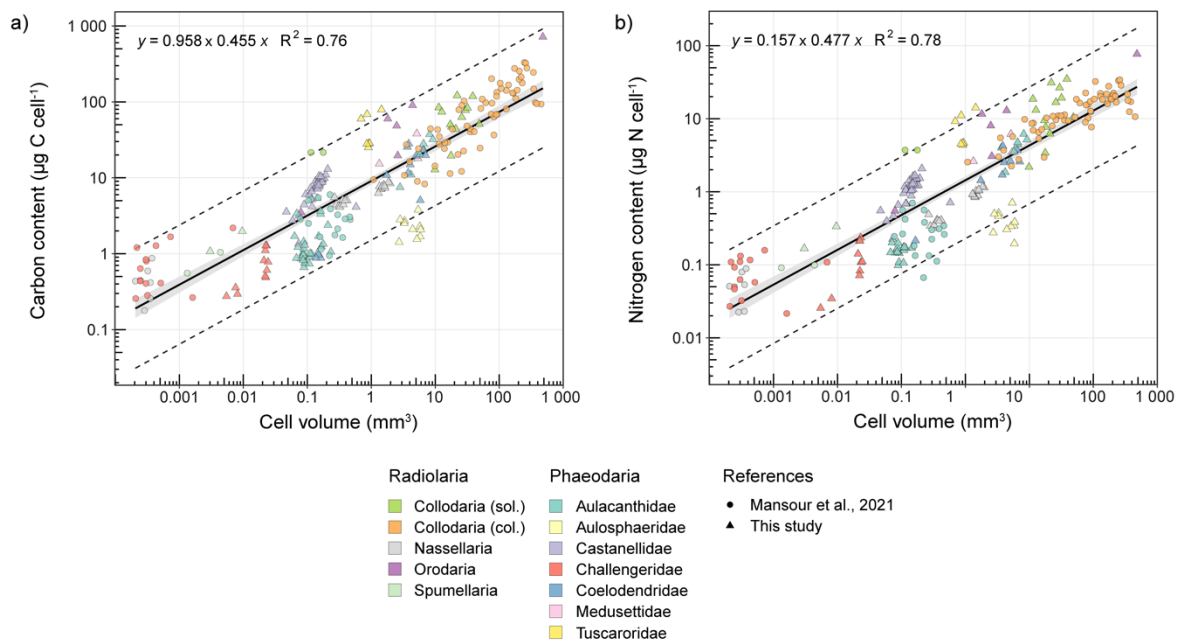 a)
y = 0.958 x 0.455 x R² = 0.76
Carbon content (µg C cell⁻¹)
1 000
100
10
1
0.1
0.001
0.01
0.1
1
10
100
1 000
Cell volume (mm³)
b)
y = 0.157 x 0.477 x R² = 0.78
Nitrogen content (µg N cell⁻¹)
100
10
1
0.1
0.01
0.001
0.01
0.1
1
10
100
1 000
Cell volume (mm³)
Radiolaria
Collodaria (sol.)
Collodaria (col.)
Nassellaria
Orodaria
Spumellaria
Phaeodaria
Aulacanthidae
Aulosphaeridae
Castanellidae
Challengeridae
Coelodendridae
Medusettidae
Tuscaroridae
References
Mansour et al., 2021
This study